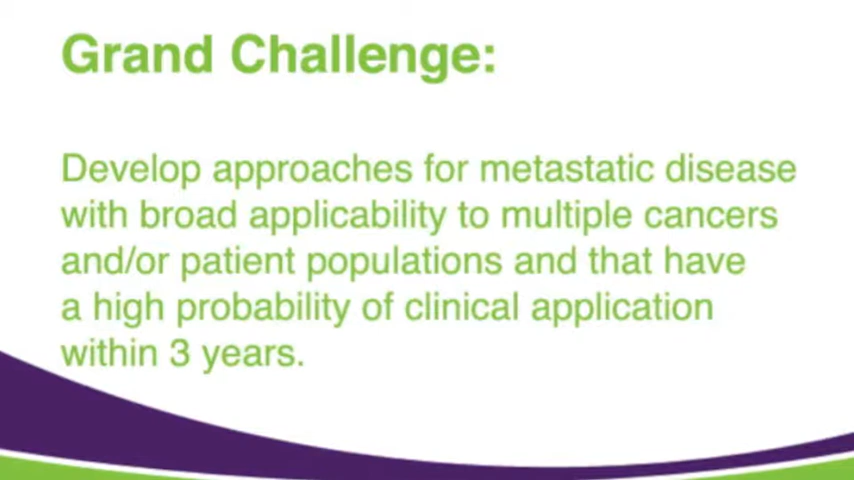 Grand Challenge:
Develop approaches for metastatic disease
with broad applicability to multiple cancers
and/or patient populations and that have
a high probability of clinical application
within 3 years.